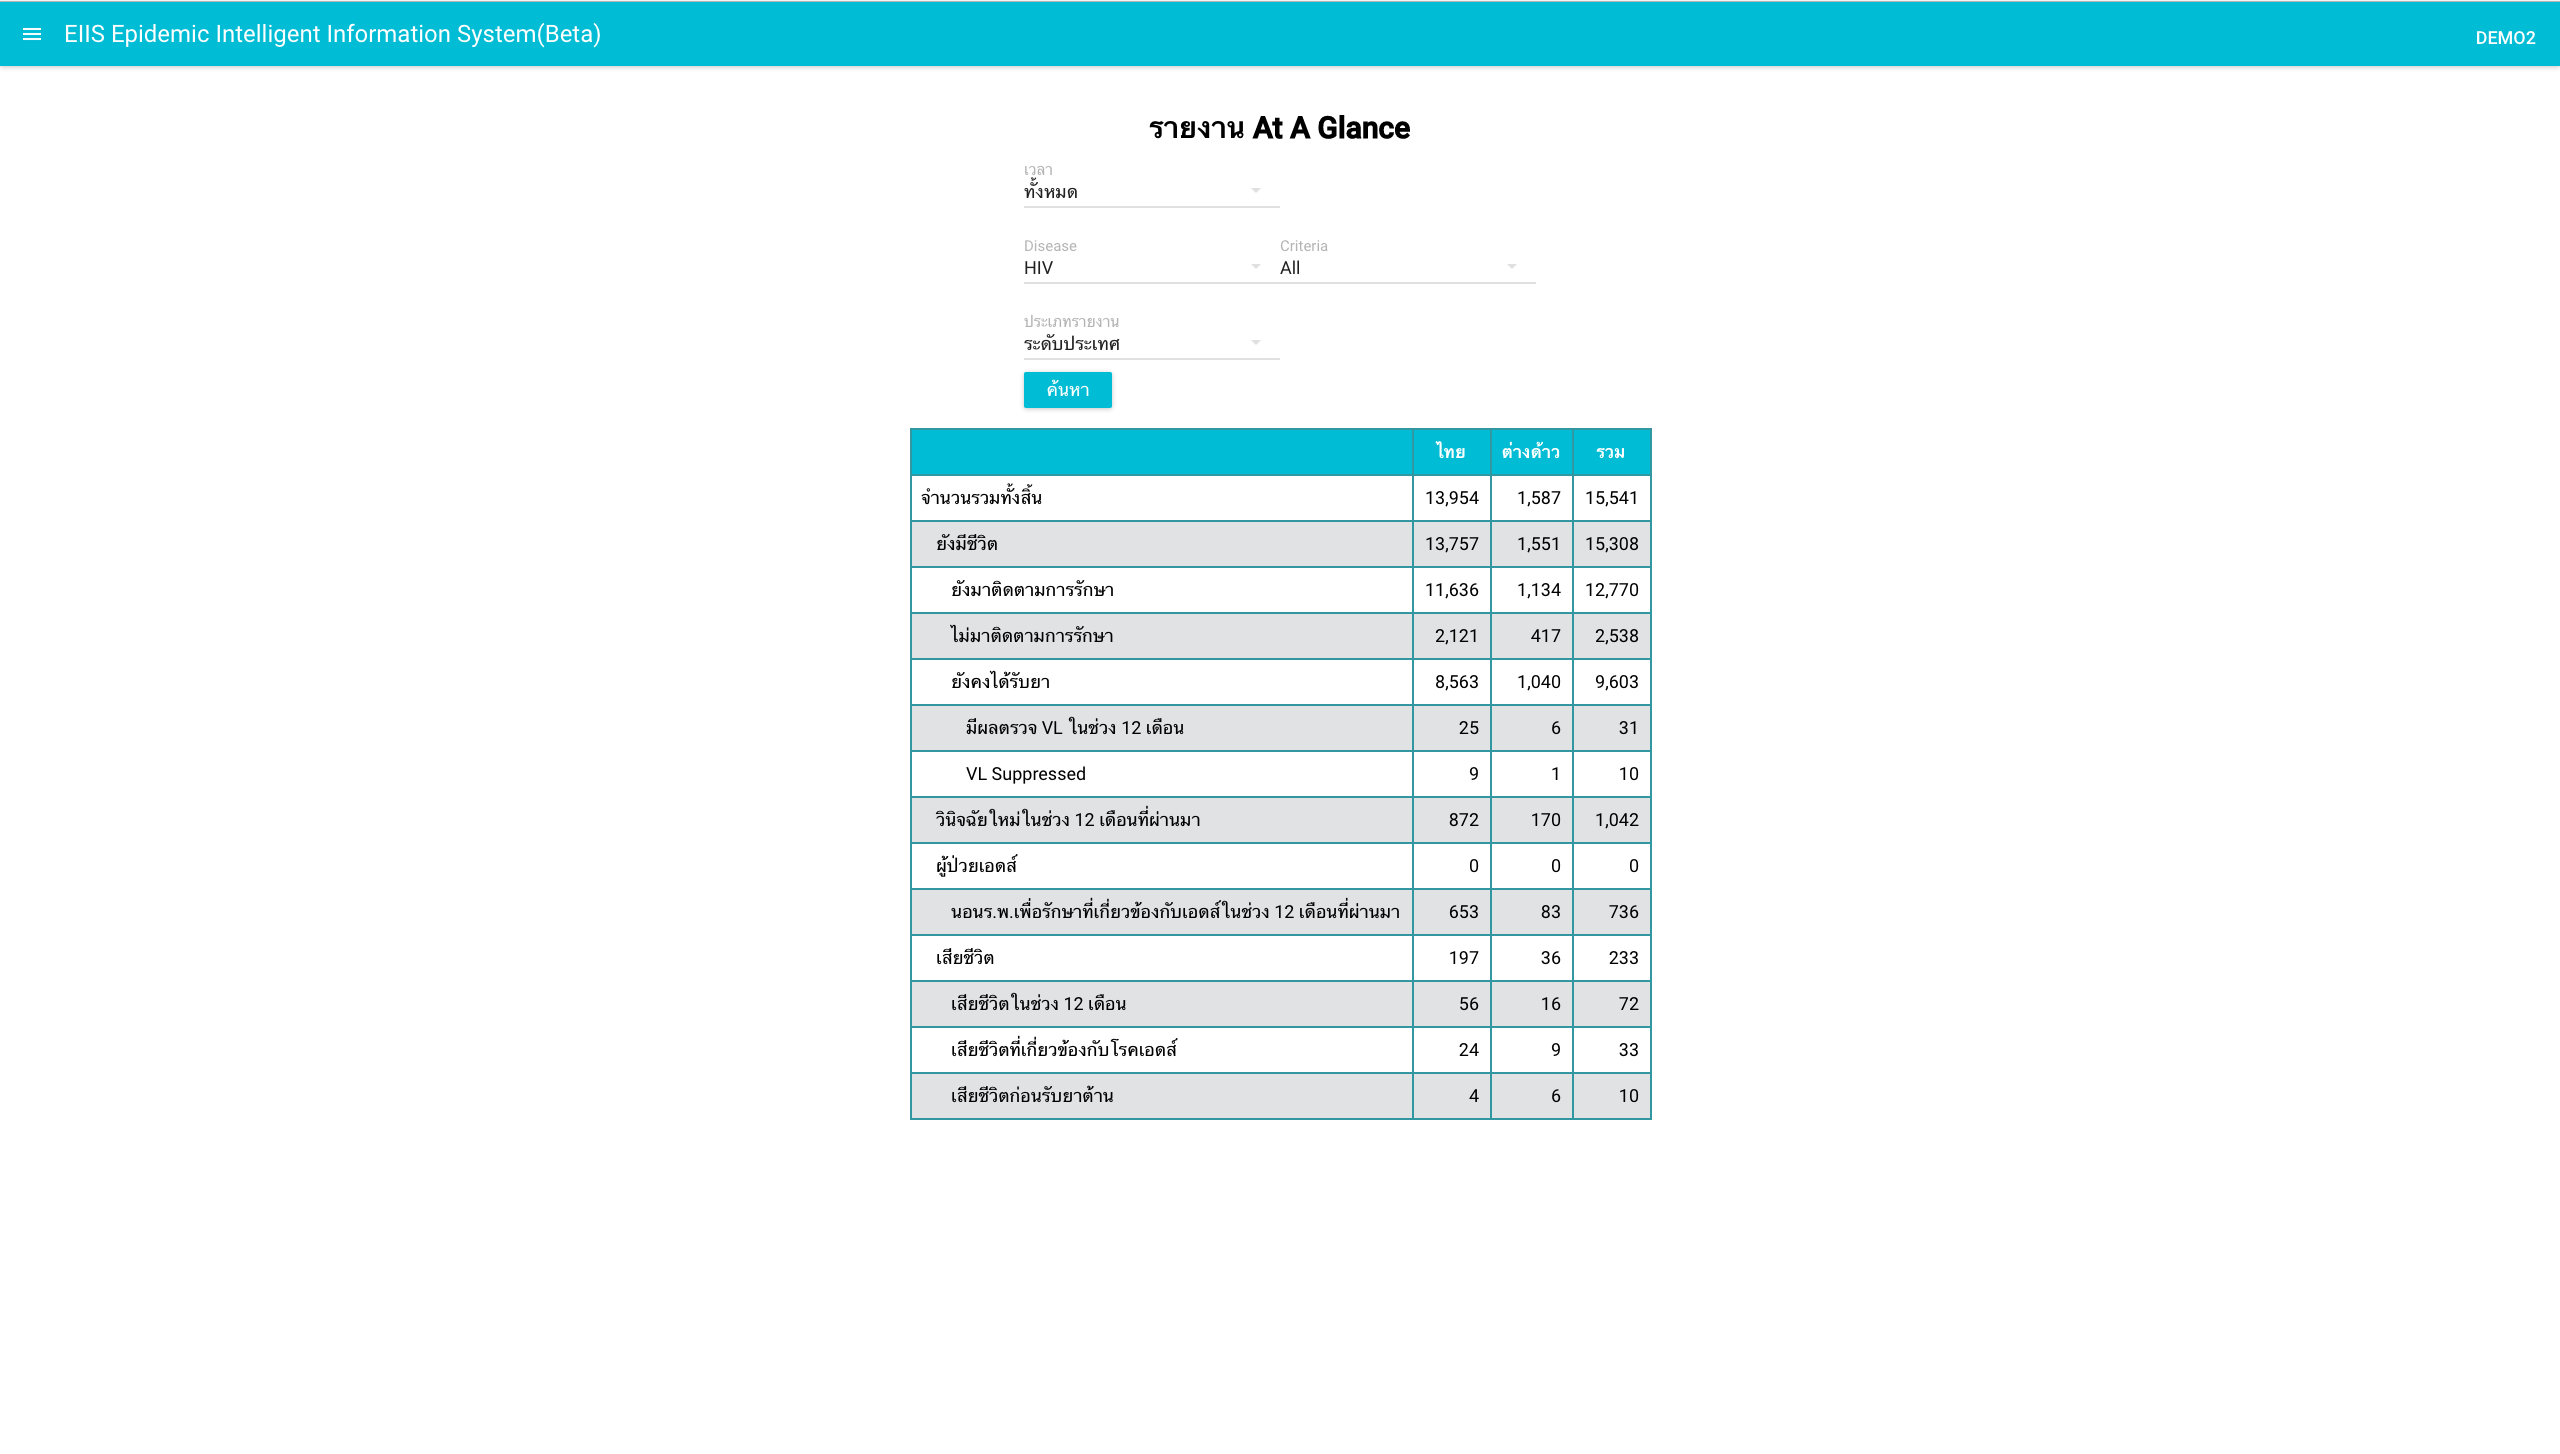 EIIS Epidemic Intelligent Information System(Beta) DEMO2
รายงาน At A Glance
เวลา
ทั้งหมด
Disease Criteria
HIV All
ประเภทรายงาน
ระดับประเทศ
ค้นหา
ไทย ต่างด้าว รวม
จำนวนรวมทั้งสิ้น 13,954 1,587 15,541
ยังมีชีวิต 13,757 1,551 15,308
ยังมาติดตามการรักษา 11,636 1,134 12,770
ไม่มาติดตามการรักษา 2,121 417 2,538
ยังคงได้รับยา 8,563 1,040 9,603
มีผลตรวจ VL ในช่วง 12 เดือน 25 6 31
VL Suppressed 9 1 10
วินิจฉัยใหม่ในช่วง 12 เดือนที่ผ่านมา 872 170 1,042
ผู้ป่วยเอดส์ 0 0 0
นอนร.พ.เพื่อรักษาที่เกี่ยวข้องกับเอดส์ในช่วง 12 เดือนที่ผ่านมา 653 83 736
เสียชีวิต 197 36 233
เสียชีวิตในช่วง 12 เดือน 56 16 72
เสียชีวิตที่เกี่ยวข้องกับโรคเอดส์ 24 9 33
เสียชีวิตก่อนรับยาต้าน 4 6 10